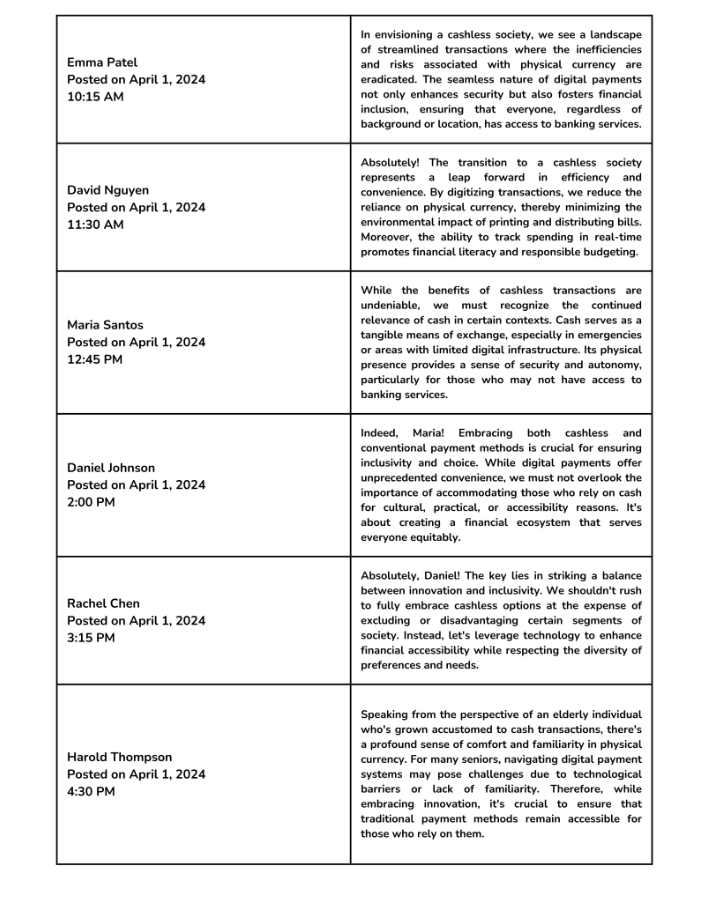 Emma Patel
Posted on April 1, 2024
10:15 AM
In envisioning a cashless society, we see a landscape
of streamlined transactions where the inefficiencies
and risks associated with physical currency are
eradicated. The seamless nature of digital payments
not only enhances security but also fosters financial
inclusion, ensuring that everyone, regardless of
background or location, has access to banking services.
David Nguyen
Posted on April 1, 2024
11:30 AM
Absolutely! The transition to a cashless society
represents a leap forward in efficiency and
convenience. By digitizing transactions, we reduce the
reliance on physical currency, thereby minimizing the
environmental impact of printing and distributing bills.
Moreover, the ability to track spending in real-time
promotes financial literacy and responsible budgeting.
Maria Santos
Posted on April 1, 2024
12:45 PM
While the benefits of cashless transactions are
undeniable, we must recognize the continued
relevance of cash in certain contexts. Cash serves as a
tangible means of exchange, especially in emergencies
or areas with limited digital infrastructure. Its physical
presence provides a sense of security and autonomy,
particularly for those who may not have access to
banking services.
Daniel Johnson
Posted on April 1, 2024
2:00 PM
Indeed, Maria! Embracing both cashless and
conventional payment methods is crucial for ensuring
inclusivity and choice. While digital payments offer
unprecedented convenience, we must not overlook the
importance of accommodating those who rely on cash
for cultural, practical, or accessibility reasons. It's
about creating a financial ecosystem that serves
everyone equitably.
Rachel Chen
Posted on April 1, 2024
3:15 PM
Absolutely, Daniel! The key lies in striking a balance
between innovation and inclusivity. We shouldn't rush
to fully embrace cashless options at the expense of
excluding or disadvantaging certain segments of
society. Instead, let's leverage technology to enhance
financial accessibility while respecting the diversity of
preferences and needs.
Harold Thompson
Posted on April 1, 2024
4:30 PM
Speaking from the perspective of an elderly individual
who's grown accustomed to cash transactions, there's
a profound sense of comfort and familiarity in physical
currency. For many seniors, navigating digital payment
systems may pose challenges due to technological
barriers or lack of familiarity. Therefore, while
embracing innovation, it's crucial to ensure that
traditional payment methods remain accessible for
those who rely on them.